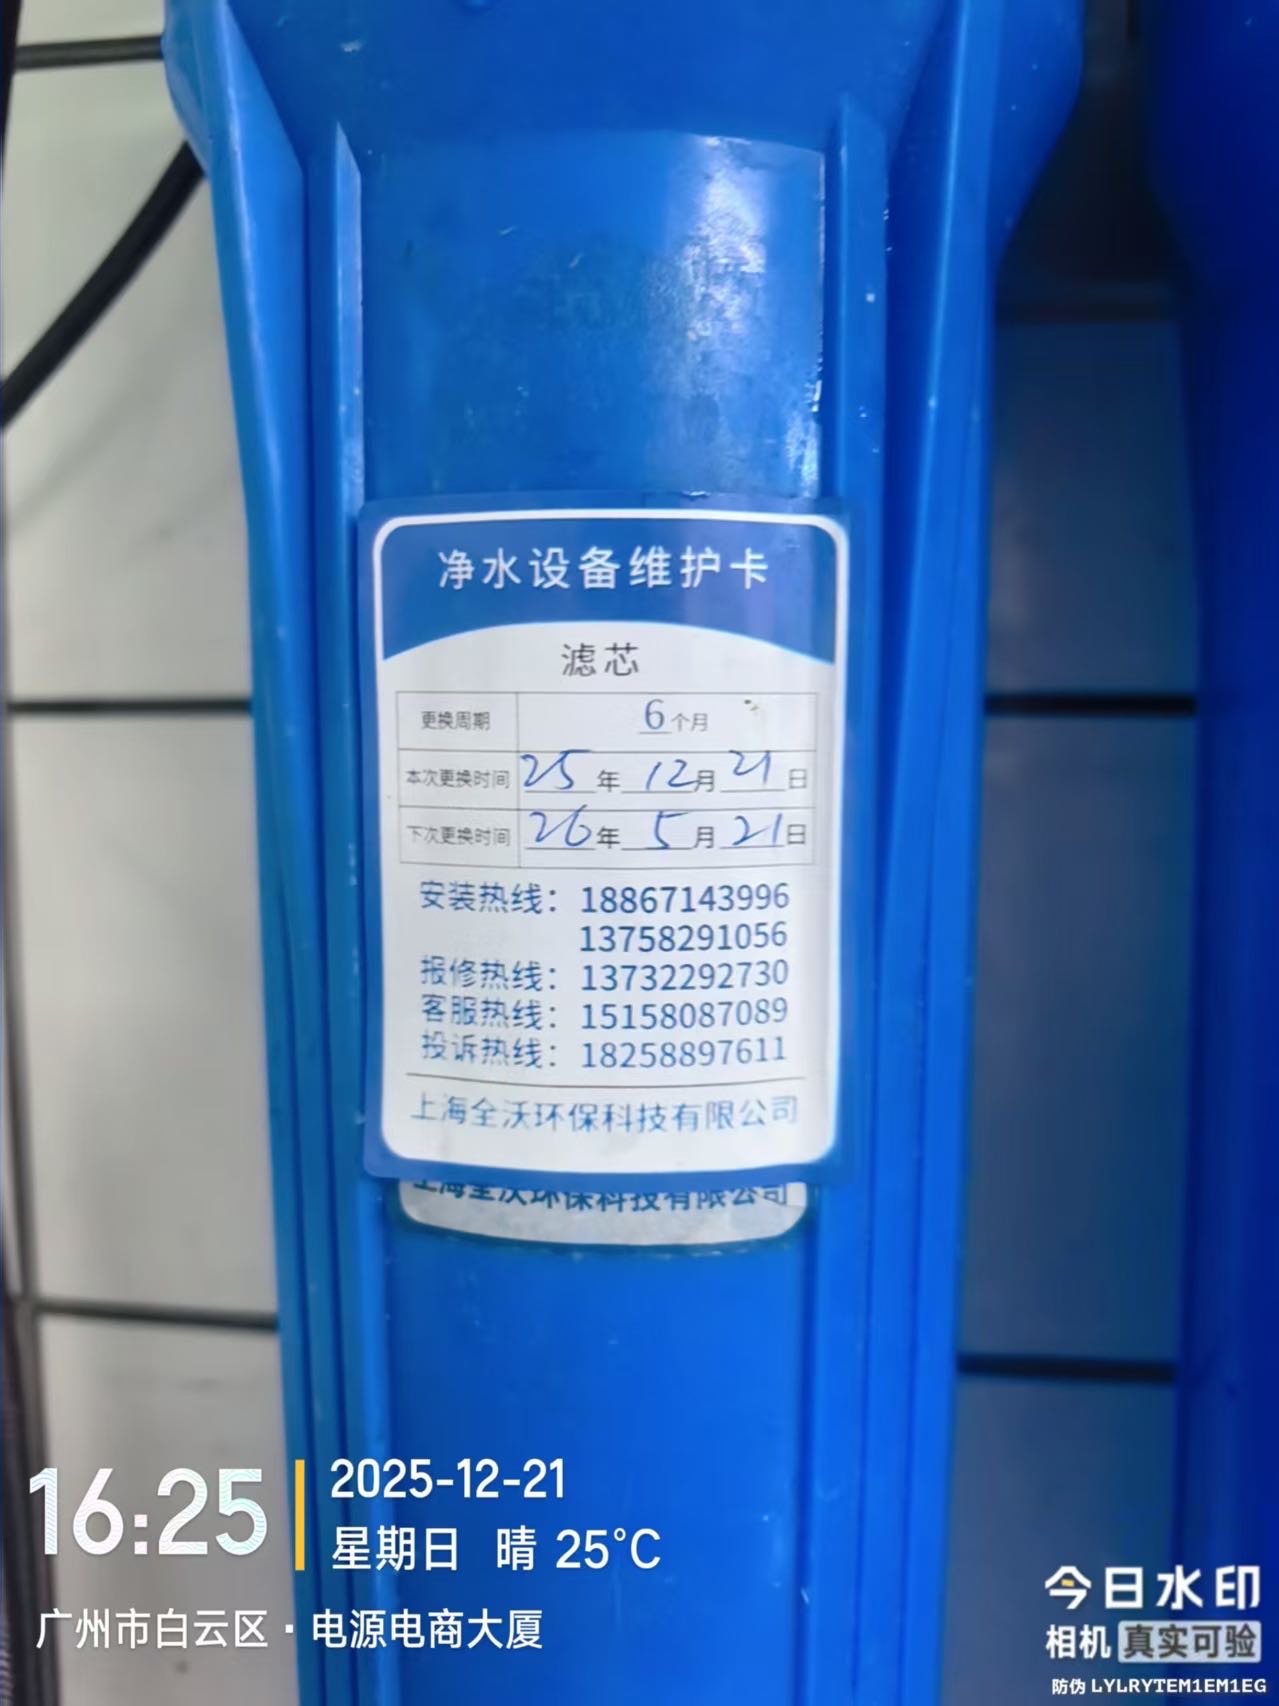 净水设备维护卡
滤芯
更换周期 6个月
本次更换时间 25年12月21日
下次更换时间 26年5月21日
安装热线：18867143996
13758291056
报修热线：13732292730
客服热线：15158087089
投诉热线：18258897611
上海全沃环保科技有限公司
上海全沃环保科技有限公司
16:25
2025-12-21
星期日 晴 25°C
广州市白云区·电源电商大厦
今日水印
相机 真实可验
防伪 LYLRYTEM1EM1EG